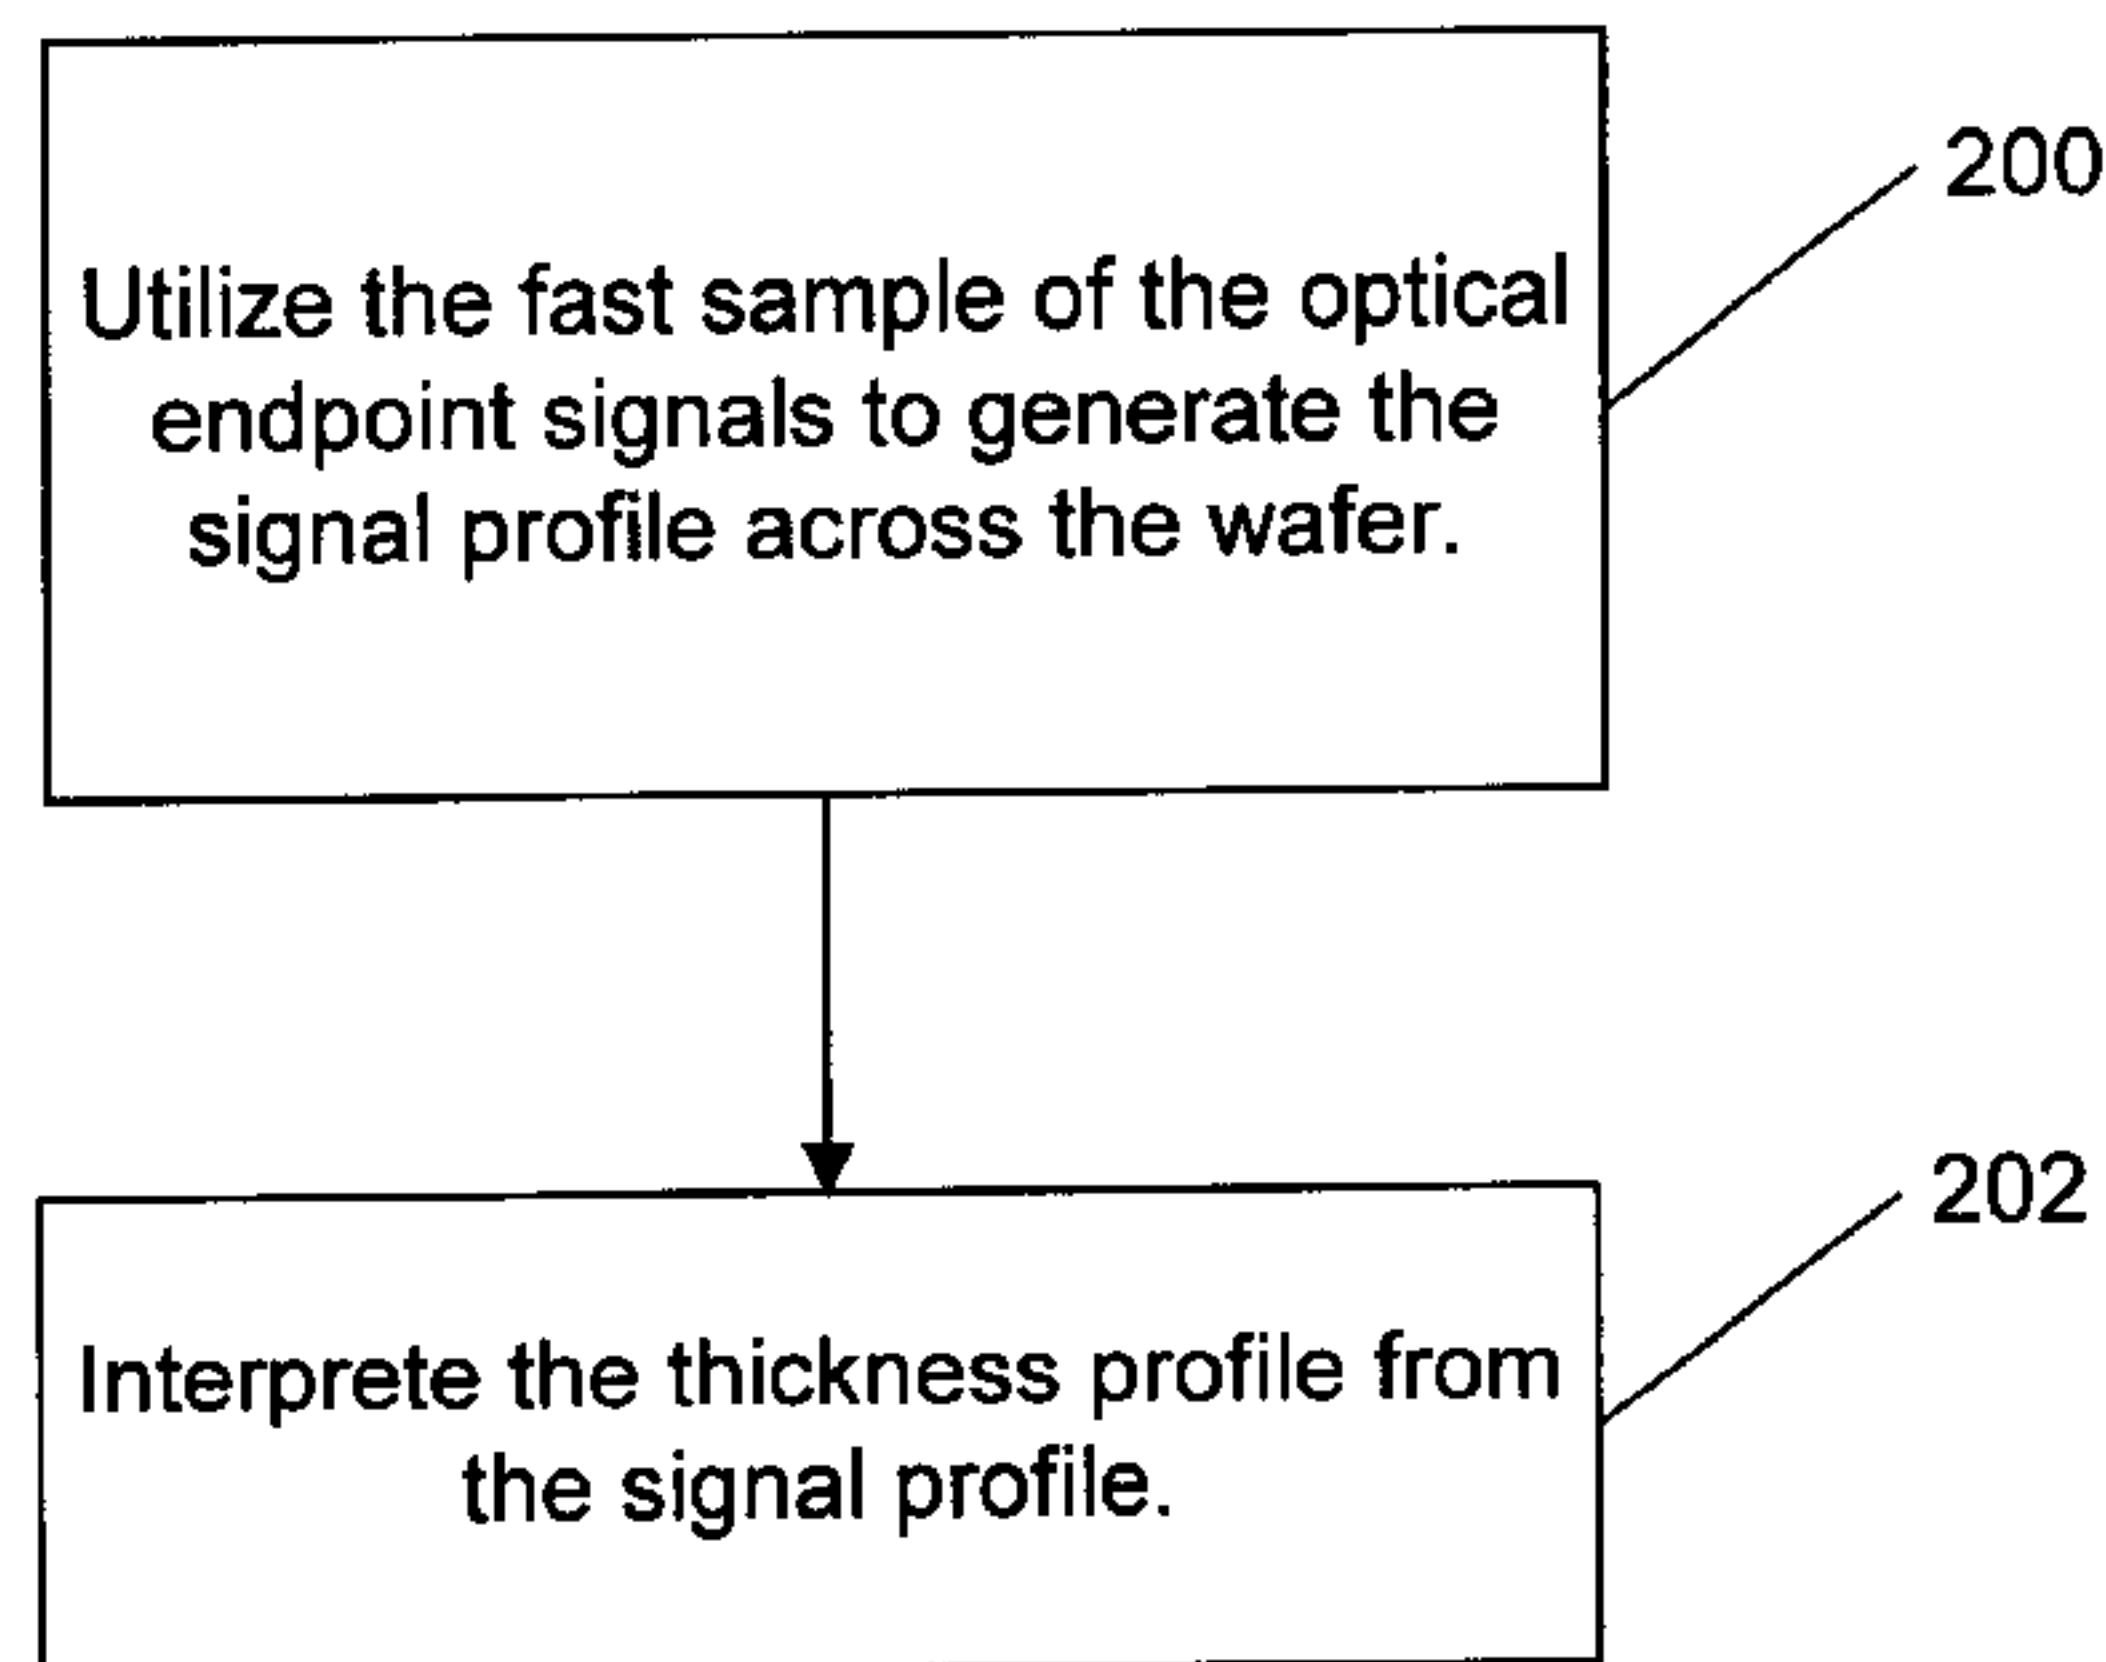 200
Utilize the fast sample of the optical
endpoint signals to generate the
signal profile across the wafer.
202
Interprete the thickness profile from
the signal profile.